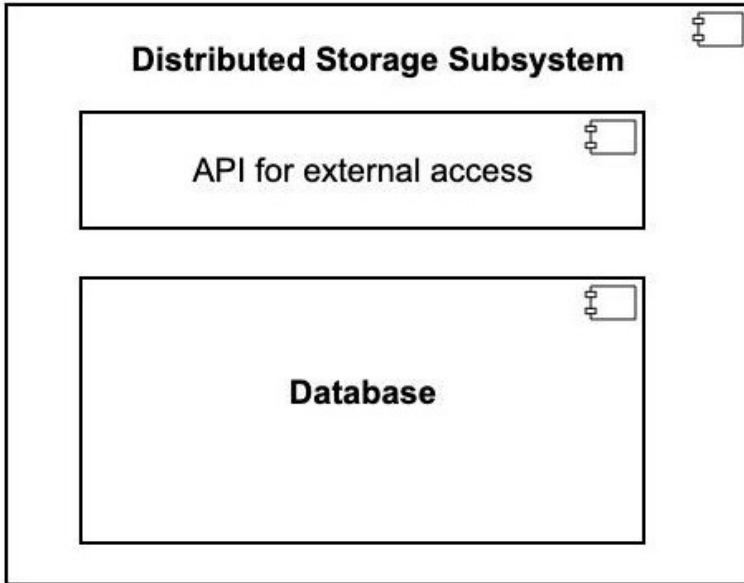 Distributed Storage Subsystem
API for external access
Database